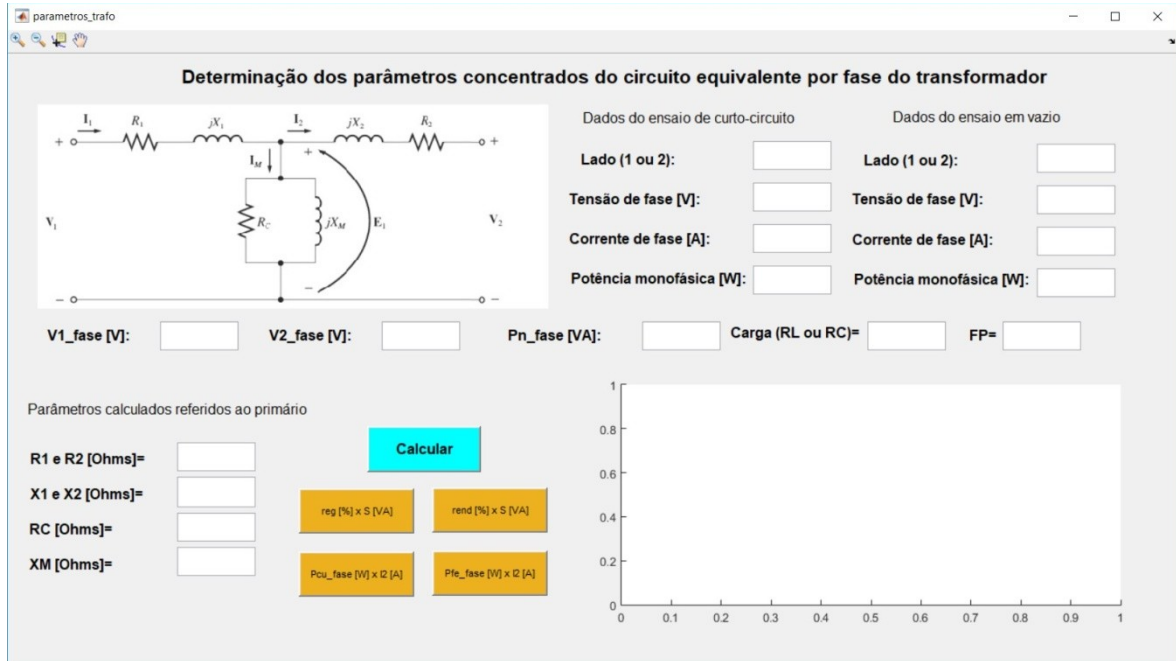 parametros_trafo
Determinação dos parâmetros concentrados do circuito equivalente por fase do transformador
I₁ R₁ jX₁ I₂ jX₂ R₂
+ + +
I_M
V₁ R_C jX_M E₁ V₂
− − −
Dados do ensaio de curto-circuito
Lado (1 ou 2):
Tensão de fase [V]:
Corrente de fase [A]:
Potência monofásica [W]:
Dados do ensaio em vazio
Lado (1 ou 2):
Tensão de fase [V]:
Corrente de fase [A]:
Potência monofásica [W]:
V1_fase [V]: V2_fase [V]: Pn_fase [VA]: Carga (RL ou RC)= FP=
Parâmetros calculados referidos ao primário
R1 e R2 [Ohms]=
X1 e X2 [Ohms]=
RC [Ohms]=
XM [Ohms]=
Calcular
reg [%] x S [VA] rend [%] x S [VA]
Pcu_fase [W] x I2 [A] Pfe_fase [W] x I2 [A]
1
0.8
0.6
0.4
0.2
0
0 0.1 0.2 0.3 0.4 0.5 0.6 0.7 0.8 0.9 1